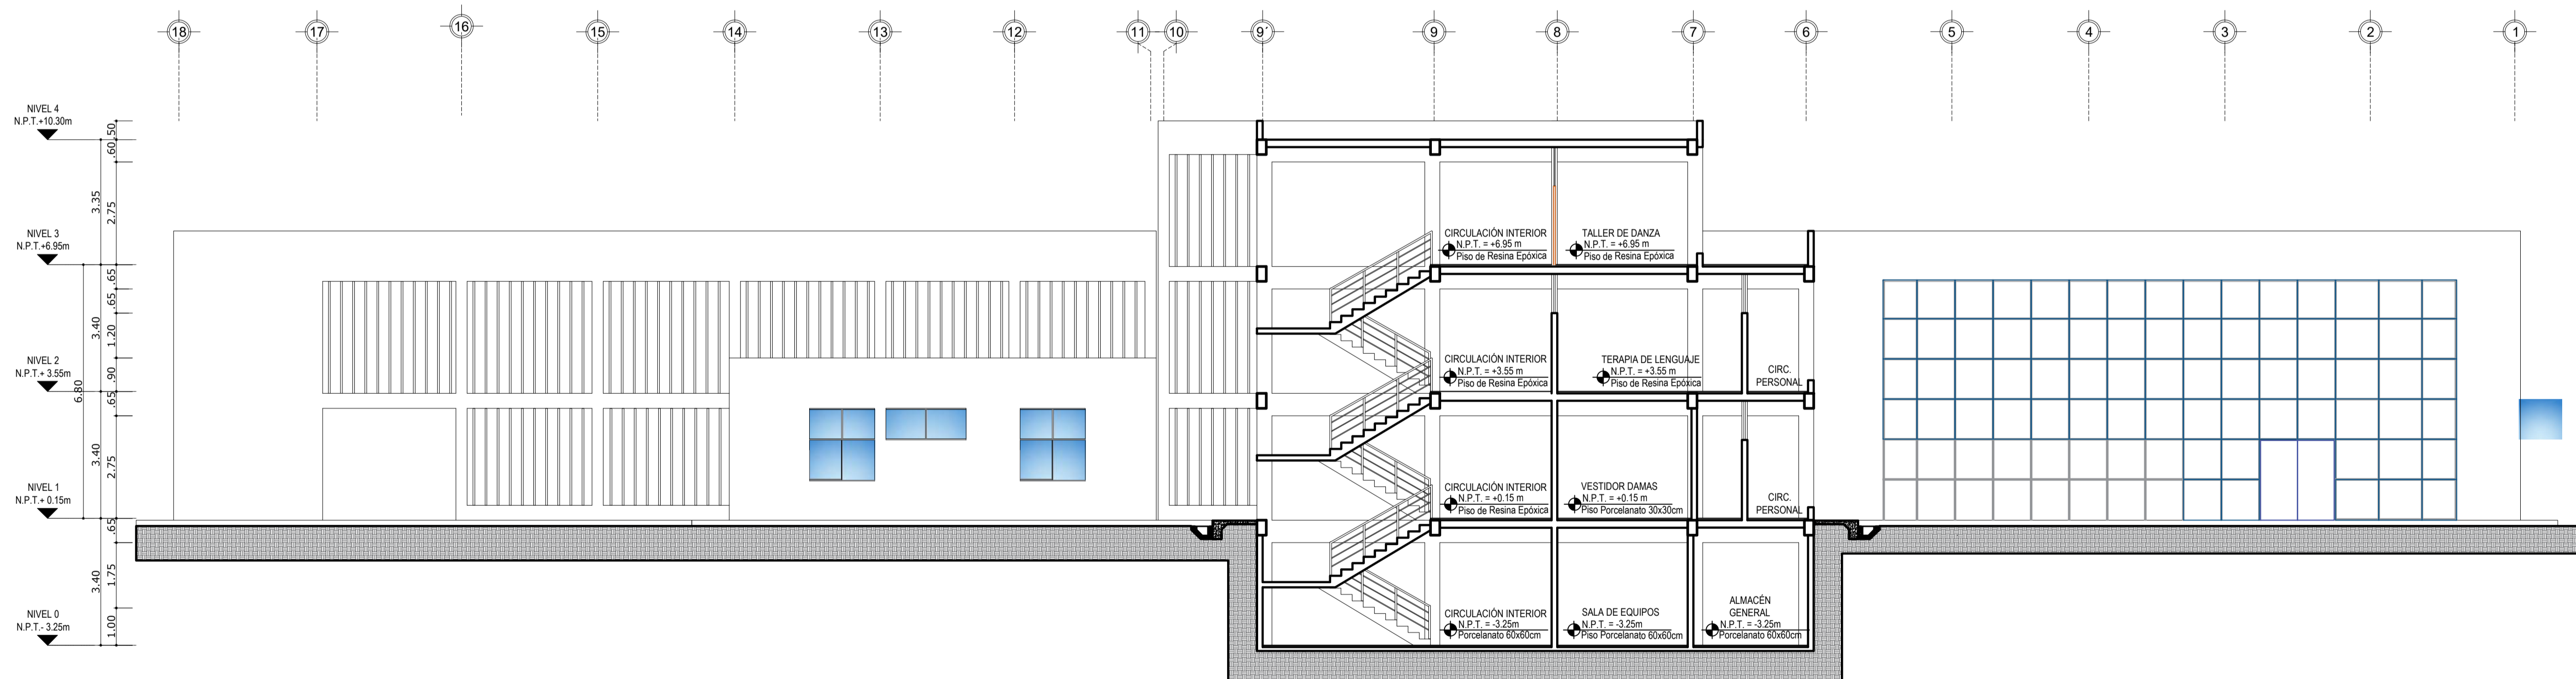 18 17 16 15 14 13 12 11 10 9' 9 8 7 6 5 4 3 2 1
NIVEL 4
N.P.T.+10.30m
.50
.60
3.35
2.75
NIVEL 3
N.P.T.+6.95m
CIRCULACIÓN INTERIOR
N.P.T. = +6.95 m
Piso de Resina Epóxica
TALLER DE DANZA
N.P.T. = +6.95 m
Piso de Resina Epóxica
.65
.65
3.40
1.20
.90
6.80
NIVEL 2
N.P.T.+ 3.55m
CIRCULACIÓN INTERIOR
N.P.T. = +3.55 m
Piso de Resina Epóxica
TERAPIA DE LENGUAJE
N.P.T. = +3.55 m
Piso de Resina Epóxica
CIRC.
PERSONAL
.65
3.40
2.75
NIVEL 1
N.P.T.+ 0.15m
CIRCULACIÓN INTERIOR
N.P.T. = +0.15 m
Piso de Resina Epóxica
VESTIDOR DAMAS
N.P.T. = +0.15 m
Piso Porcelanato 30x30cm
CIRC.
PERSONAL
.65
3.40
1.75
1.00
NIVEL 0
N.P.T.- 3.25m
CIRCULACIÓN INTERIOR
N.P.T. = -3.25m
Porcelanato 60x60cm
SALA DE EQUIPOS
N.P.T. = -3.25m
Piso Porcelanato 60x60cm
ALMACÉN
GENERAL
N.P.T. = -3.25m
Porcelanato 60x60cm